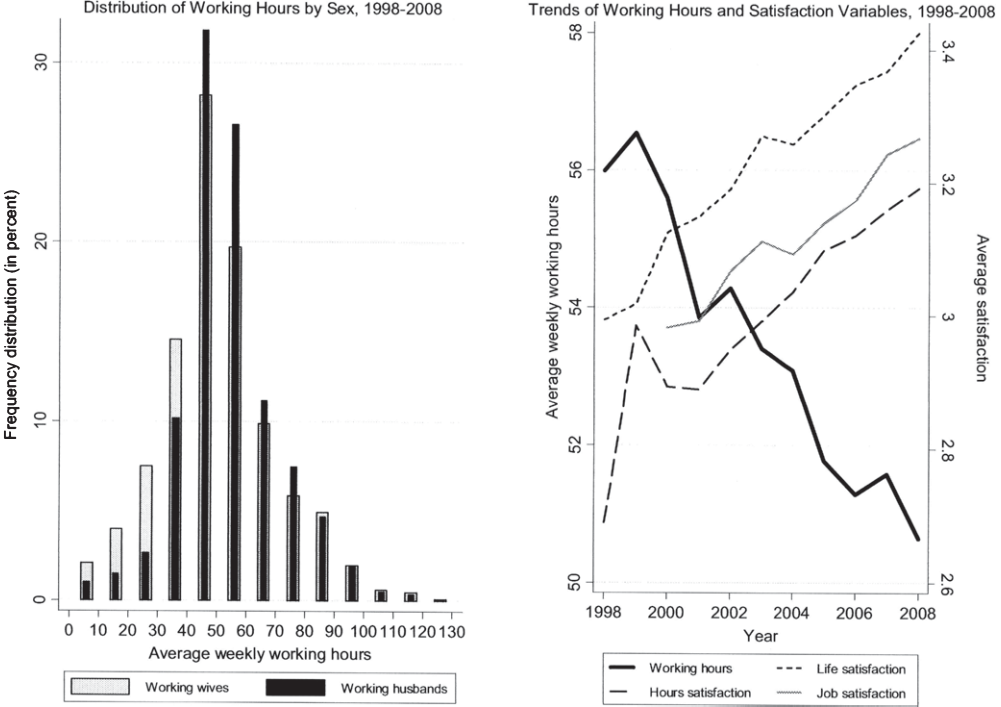 Distribution of Working Hours by Sex, 1998-2008
Frequency distribution (in percent)
30
20
10
0
0 10 20 30 40 50 60 70 80 90 100 110 120 130
Average weekly working hours
Working wives
Working husbands
Trends of Working Hours and Satisfaction Variables, 1998-2008
Average weekly working hours
58
56
54
52
50
3.4
3.2
3
2.8
2.6
Average satisfaction
1998 2000 2002 2004 2006 2008
Year
Working hours
Life satisfaction
Hours satisfaction
Job satisfaction